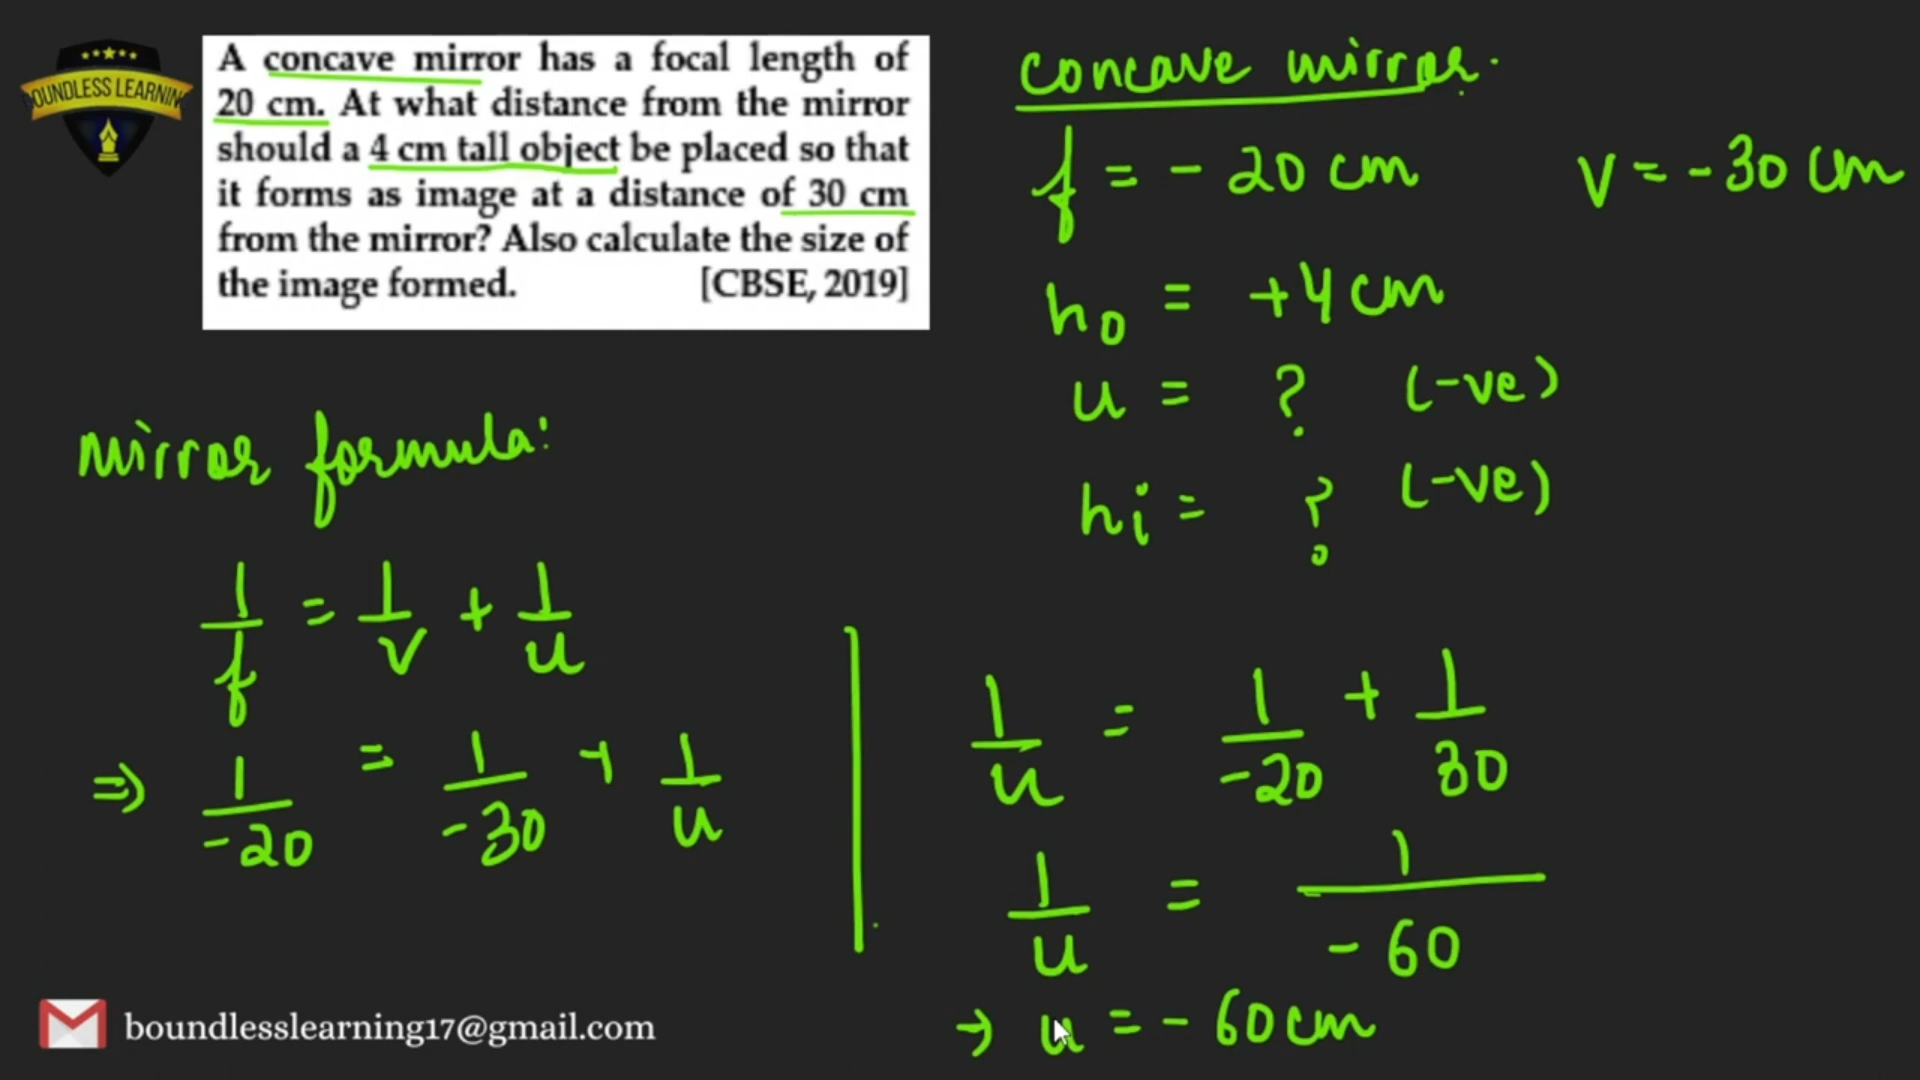 OUNDLESS LEARNIN
A concave mirror has a focal length of
20 cm. At what distance from the mirror
should a 4 cm tall object be placed so that
it forms as image at a distance of 30 cm
from the mirror? Also calculate the size of
the image formed. [CBSE, 2019]
concave mirror.
f = - 20 cm v = - 30 cm
h₀ = +4 cm
u = ? (-ve)
hi = ? (-ve)
Mirror formula:
1/f = 1/v + 1/u
⇒ 1/-20 = 1/-30 + 1/u
1/u = 1/-20 + 1/30
1/u = 1/-60
→ u = - 60 cm
boundlesslearning17@gmail.com